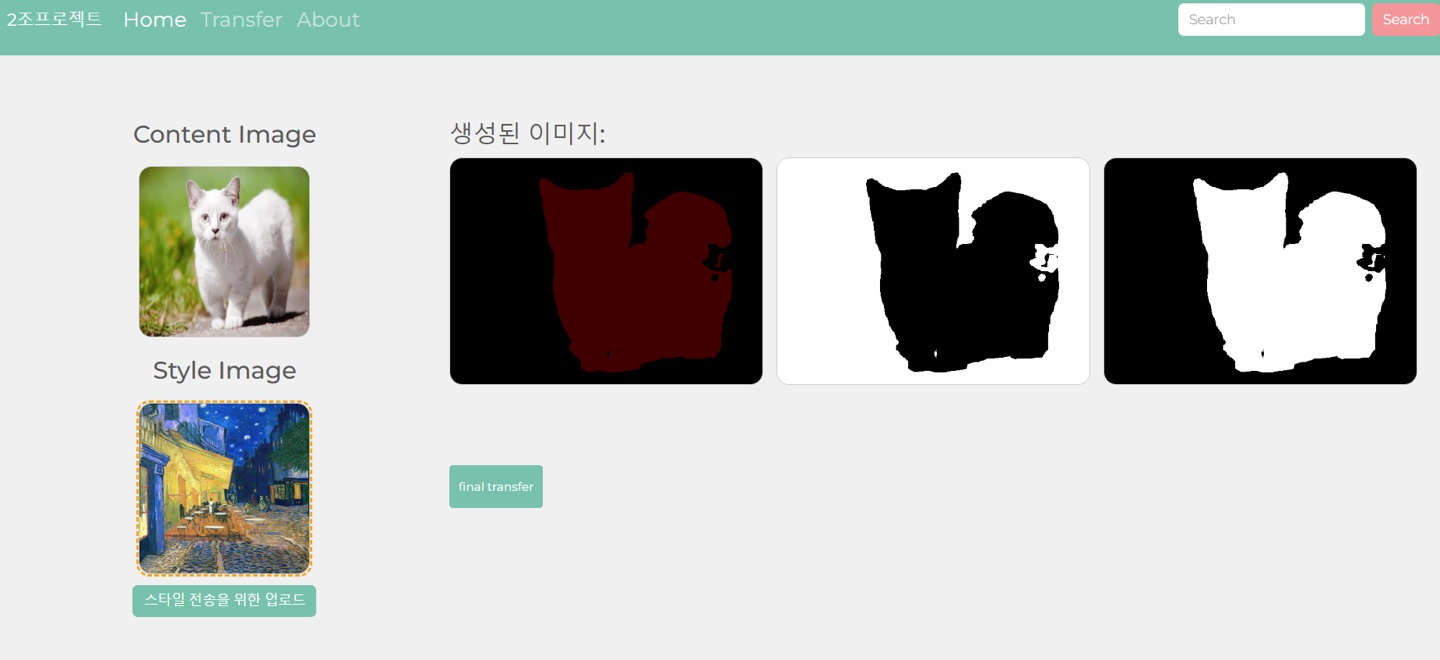 2조프로젝트 Home Transfer About Search Search
Content Image
Style Image
스타일 전송을 위한 업로드
생성된 이미지:
final transfer